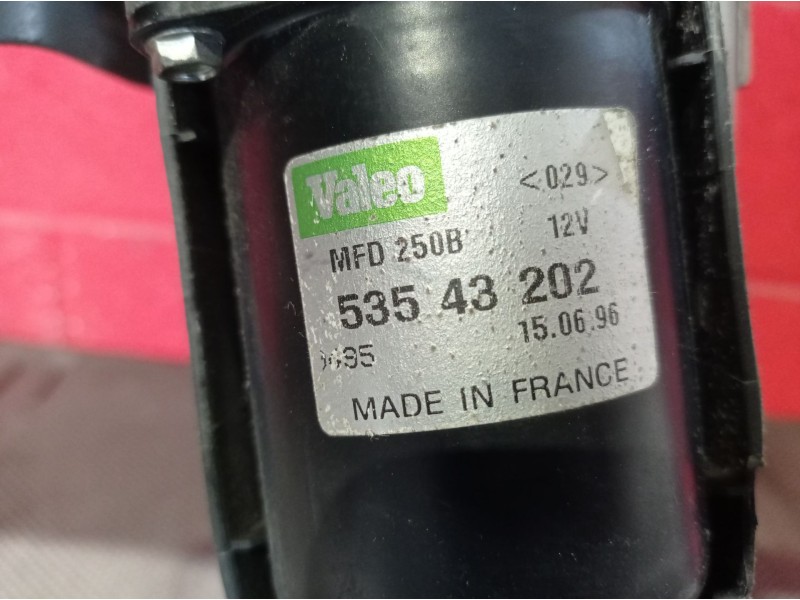 Valeo <029>
MFD 250B 12V
535 43 202
15.06.96
MADE IN FRANCE